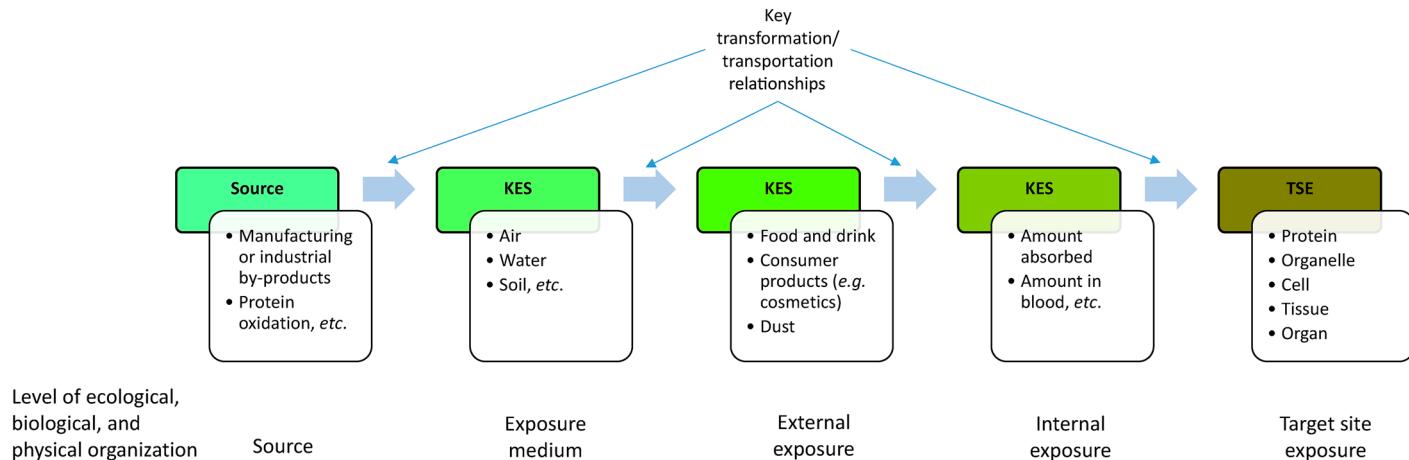 Key
transformation/
transportation
relationships
Source
• Manufacturing
or industrial
by-products
• Protein
oxidation, etc.
KES
• Air
• Water
• Soil, etc.
KES
• Food and drink
• Consumer
products (e.g.
cosmetics)
• Dust
KES
• Amount
absorbed
• Amount in
blood, etc.
TSE
• Protein
• Organelle
• Cell
• Tissue
• Organ
Level of ecological,
biological, and
physical organization
Source
Exposure
medium
External
exposure
Internal
exposure
Target site
exposure